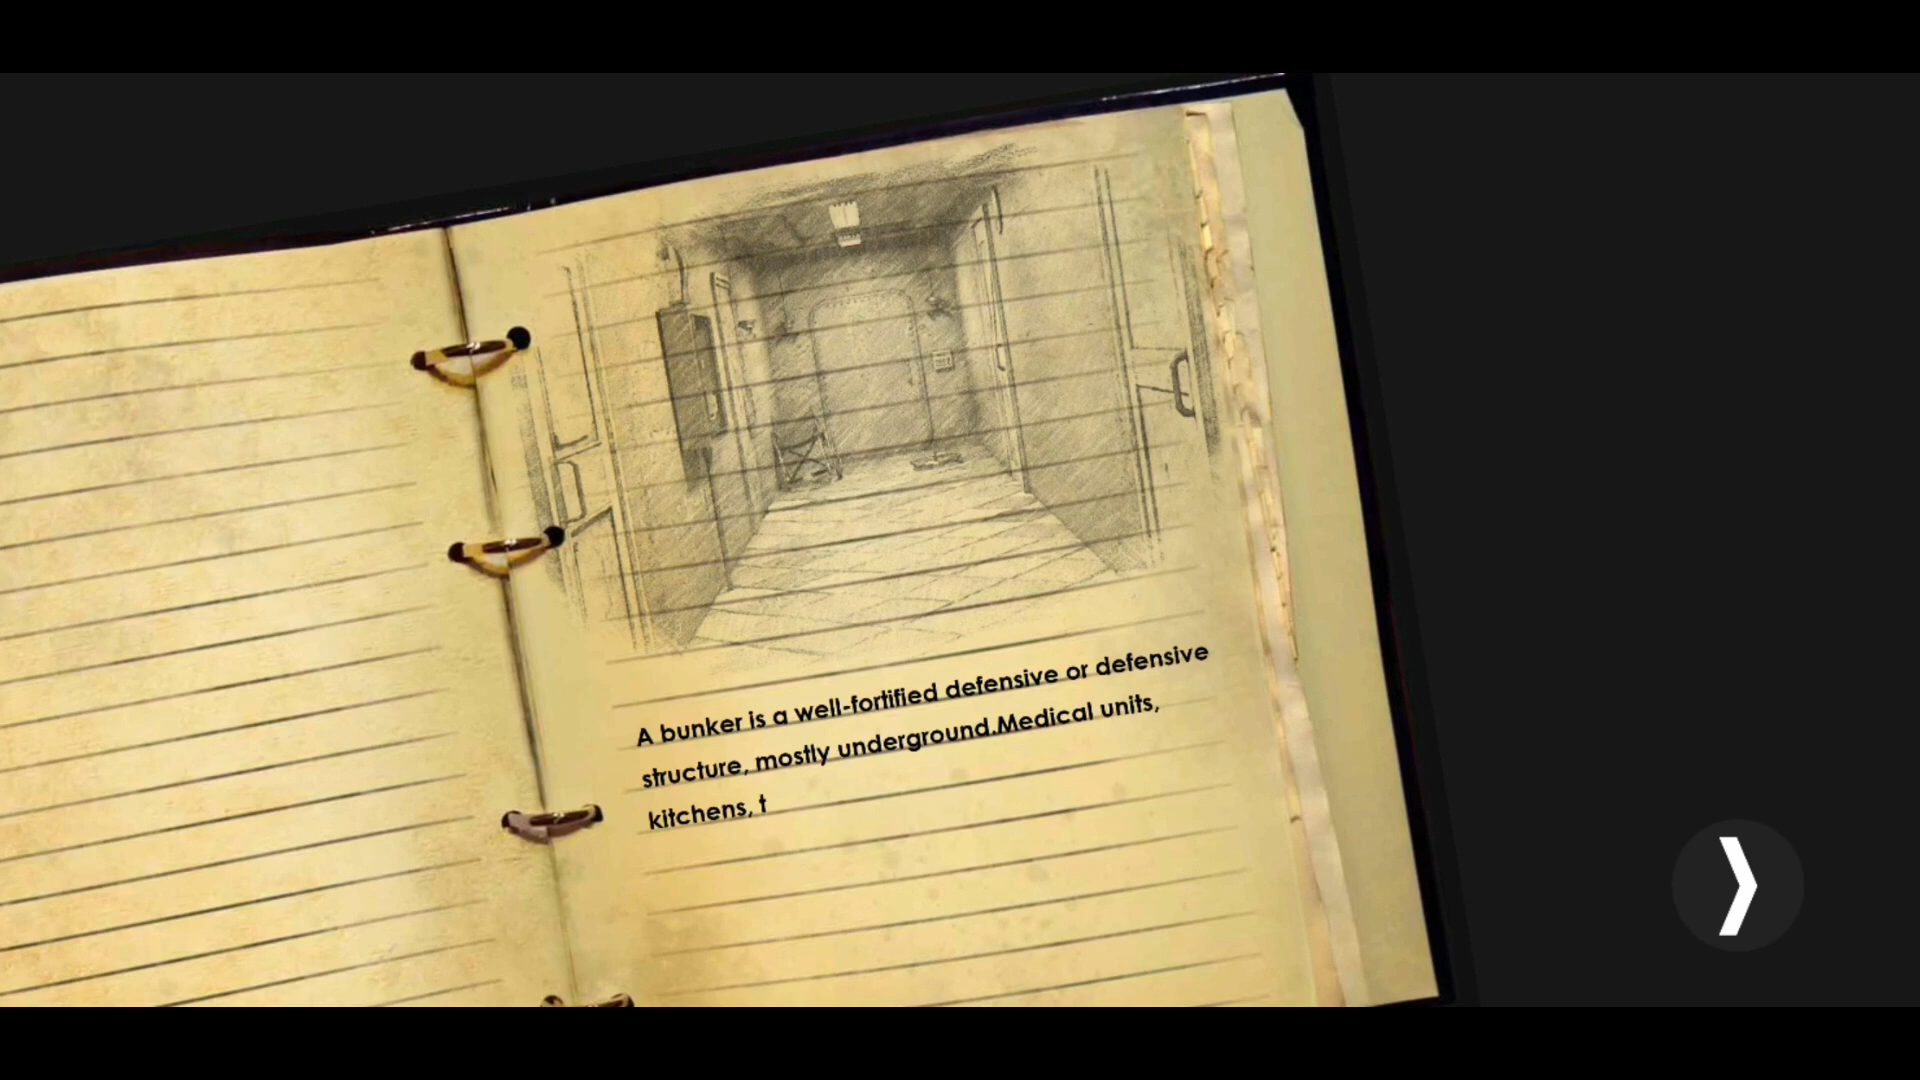 A bunker is a well-fortified defensive or defensive
structure, mostly underground.Medical units,
kitchens, t